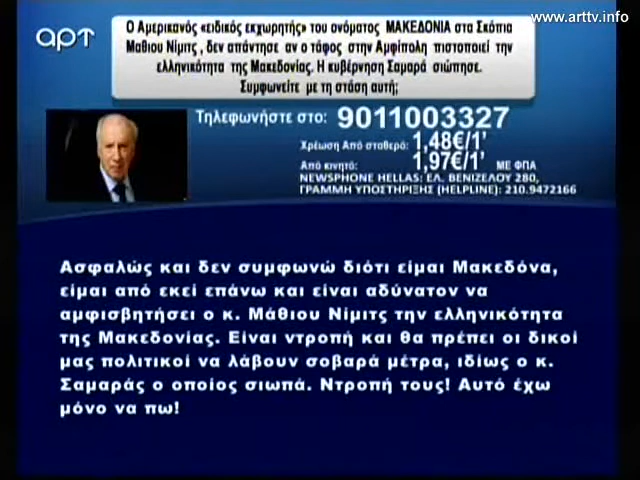 www.arttv.info
αρτ
Ο Αμερικανός «ειδικός εκχωρητής» του ονόματος ΜΑΚΕΔΟΝΙΑ στα Σκόπια
Μαθιου Νίμιτς , δεν απάντησε αν ο τάφος στην Αμφίπολη πιστοποιεί την
ελληνικότητα της Μακεδονίας. Η κυβέρνηση Σαμαρά σιώπησε.
Συμφωνείτε με τη στάση αυτή;
Τηλεφωνήστε στο: 9011003327
Χρέωση Από σταθερό: 1,48€/1'
Από κινητό: 1,97€/1' ΜΕ ΦΠΑ
NEWSPHONE HELLAS: ΕΛ. ΒΕΝΙΖΕΛΟΥ 280,
ΓΡΑΜΜΗ ΥΠΟΣΤΗΡΙΞΗΣ (HELPLINE): 210.9472166
Ασφαλώς και δεν συμφωνώ διότι είμαι Μακεδόνα,
είμαι από εκεί επάνω και είναι αδύνατον να
αμφισβητήσει ο κ. Μάθιου Νίμιτς την ελληνικότητα
της Μακεδονίας. Είναι ντροπή και θα πρέπει οι δικοί
μας πολιτικοί να λάβουν σοβαρά μέτρα, ιδίως ο κ.
Σαμαράς ο οποίος σιωπά. Ντροπή τους! Αυτό έχω
μόνο να πω!